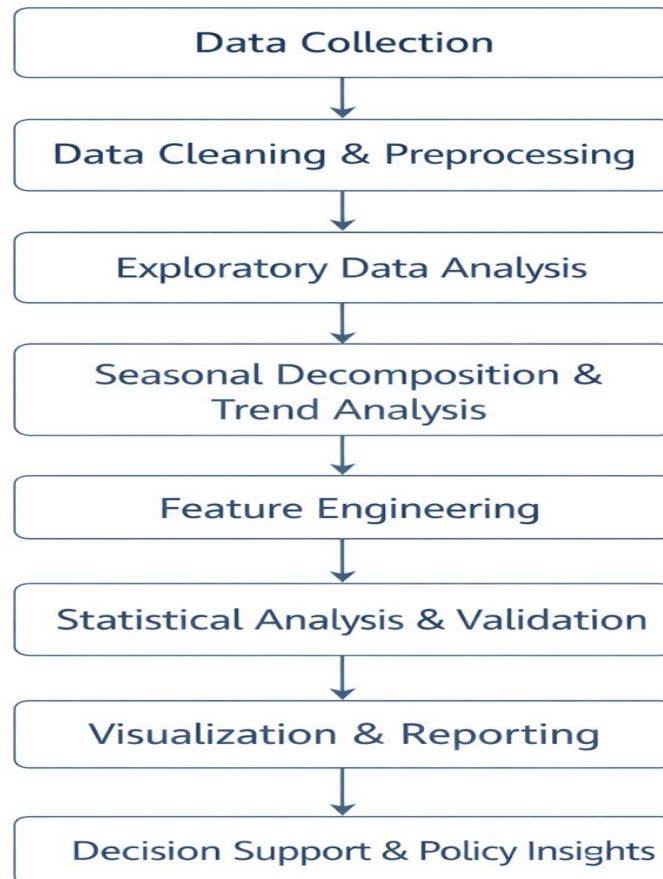 Data Collection
Data Cleaning & Preprocessing
Exploratory Data Analysis
Seasonal Decomposition &
Trend Analysis
Feature Engineering
Statistical Analysis & Validation
Visualization & Reporting
Decision Support & Policy Insights